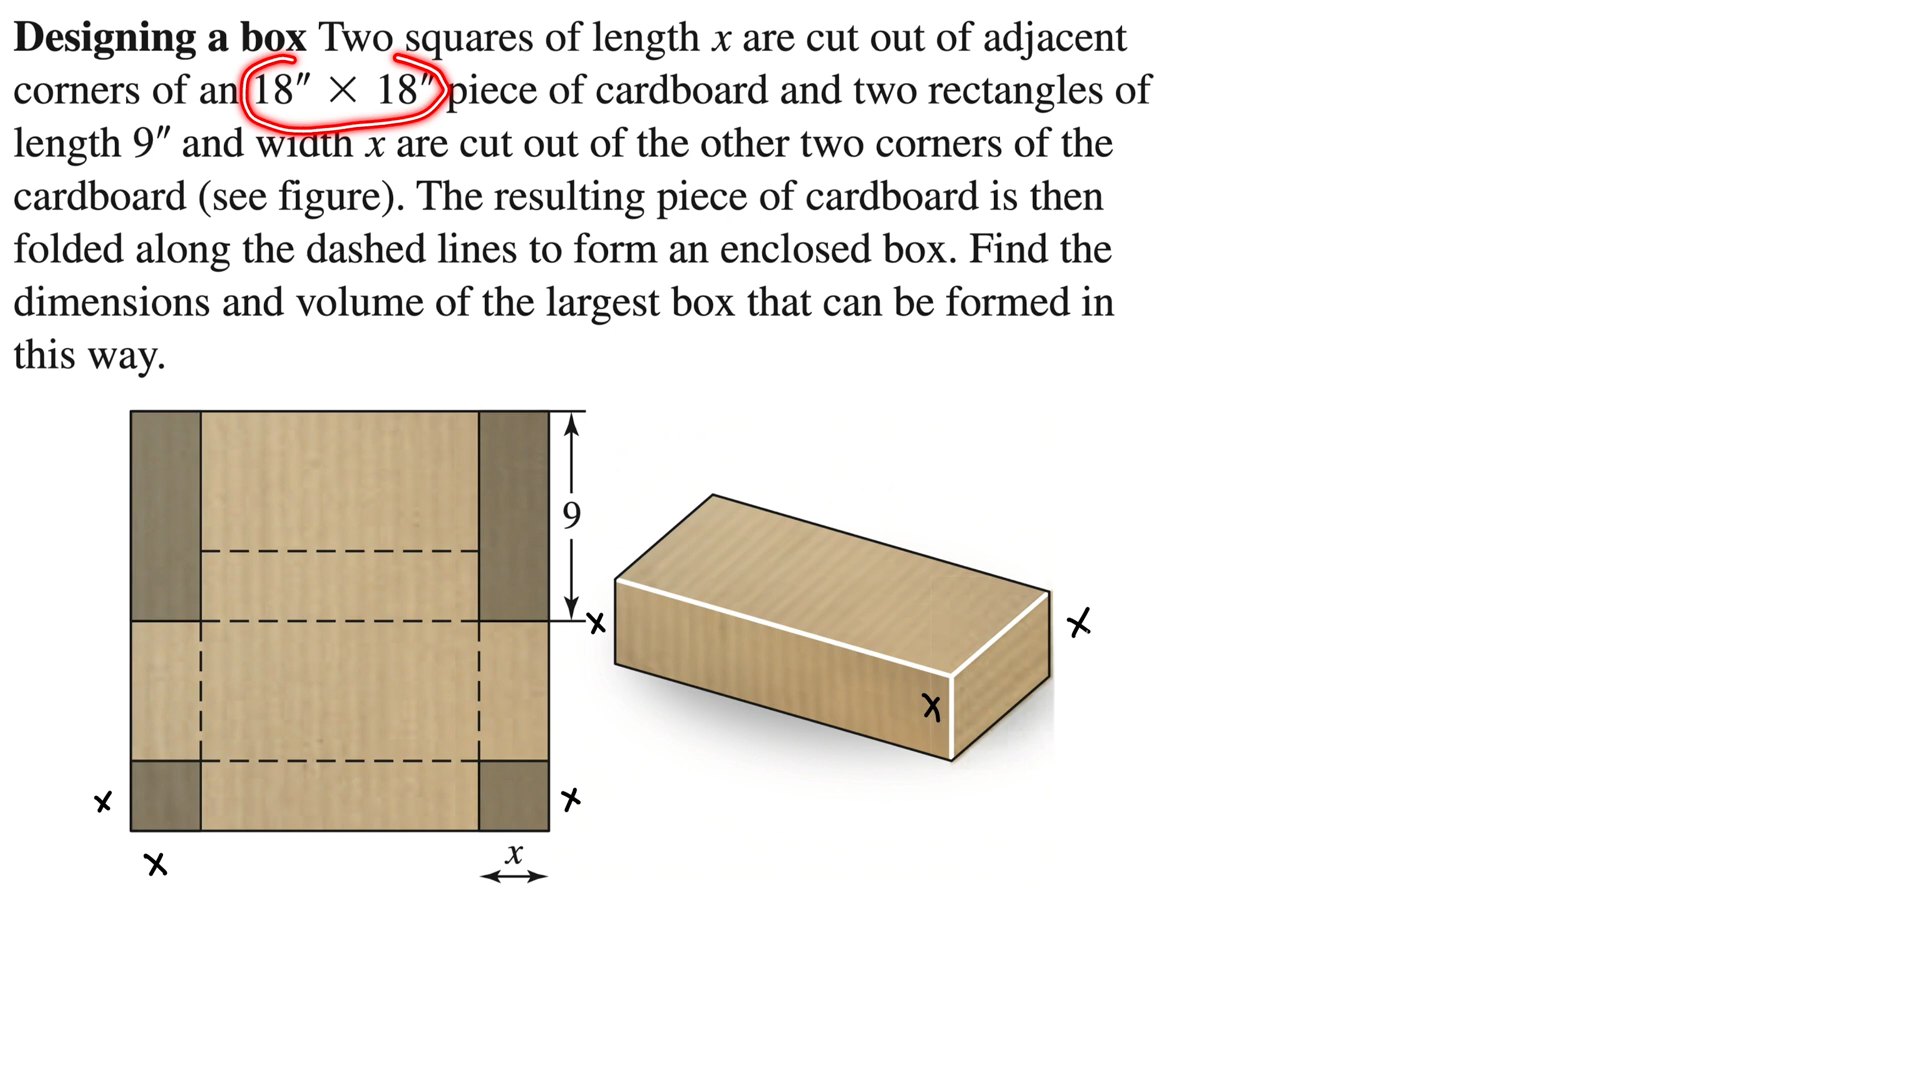 Designing a box Two squares of length x are cut out of adjacent
corners of an 18″ × 18″ piece of cardboard and two rectangles of
length 9″ and width x are cut out of the other two corners of the
cardboard (see figure). The resulting piece of cardboard is then
folded along the dashed lines to form an enclosed box. Find the
dimensions and volume of the largest box that can be formed in
this way.
9
x
x
x
x
x
x
x